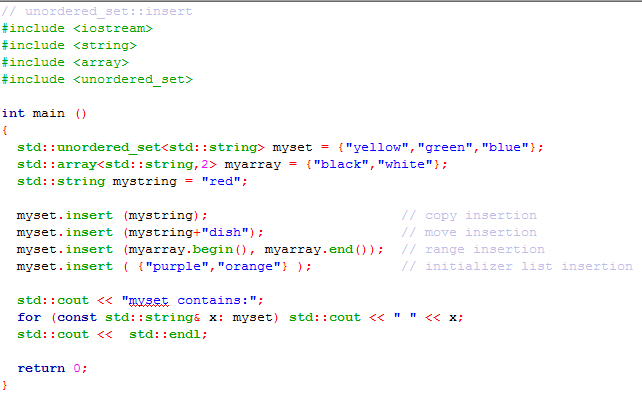 // unordered_set::insert
#include <iostream>
#include <string>
#include <array>
#include <unordered_set>

int main ()
{
  std::unordered_set<std::string> myset = {"yellow","green","blue"};
  std::array<std::string,2> myarray = {"black","white"};
  std::string mystring = "red";

  myset.insert (mystring);                        // copy insertion
  myset.insert (mystring+"dish");                 // move insertion
  myset.insert (myarray.begin(), myarray.end());  // range insertion
  myset.insert ( {"purple","orange"} );           // initializer list insertion

  std::cout << "myset contains:";
  for (const std::string& x: myset) std::cout << " " << x;
  std::cout <<  std::endl;

  return 0;
}